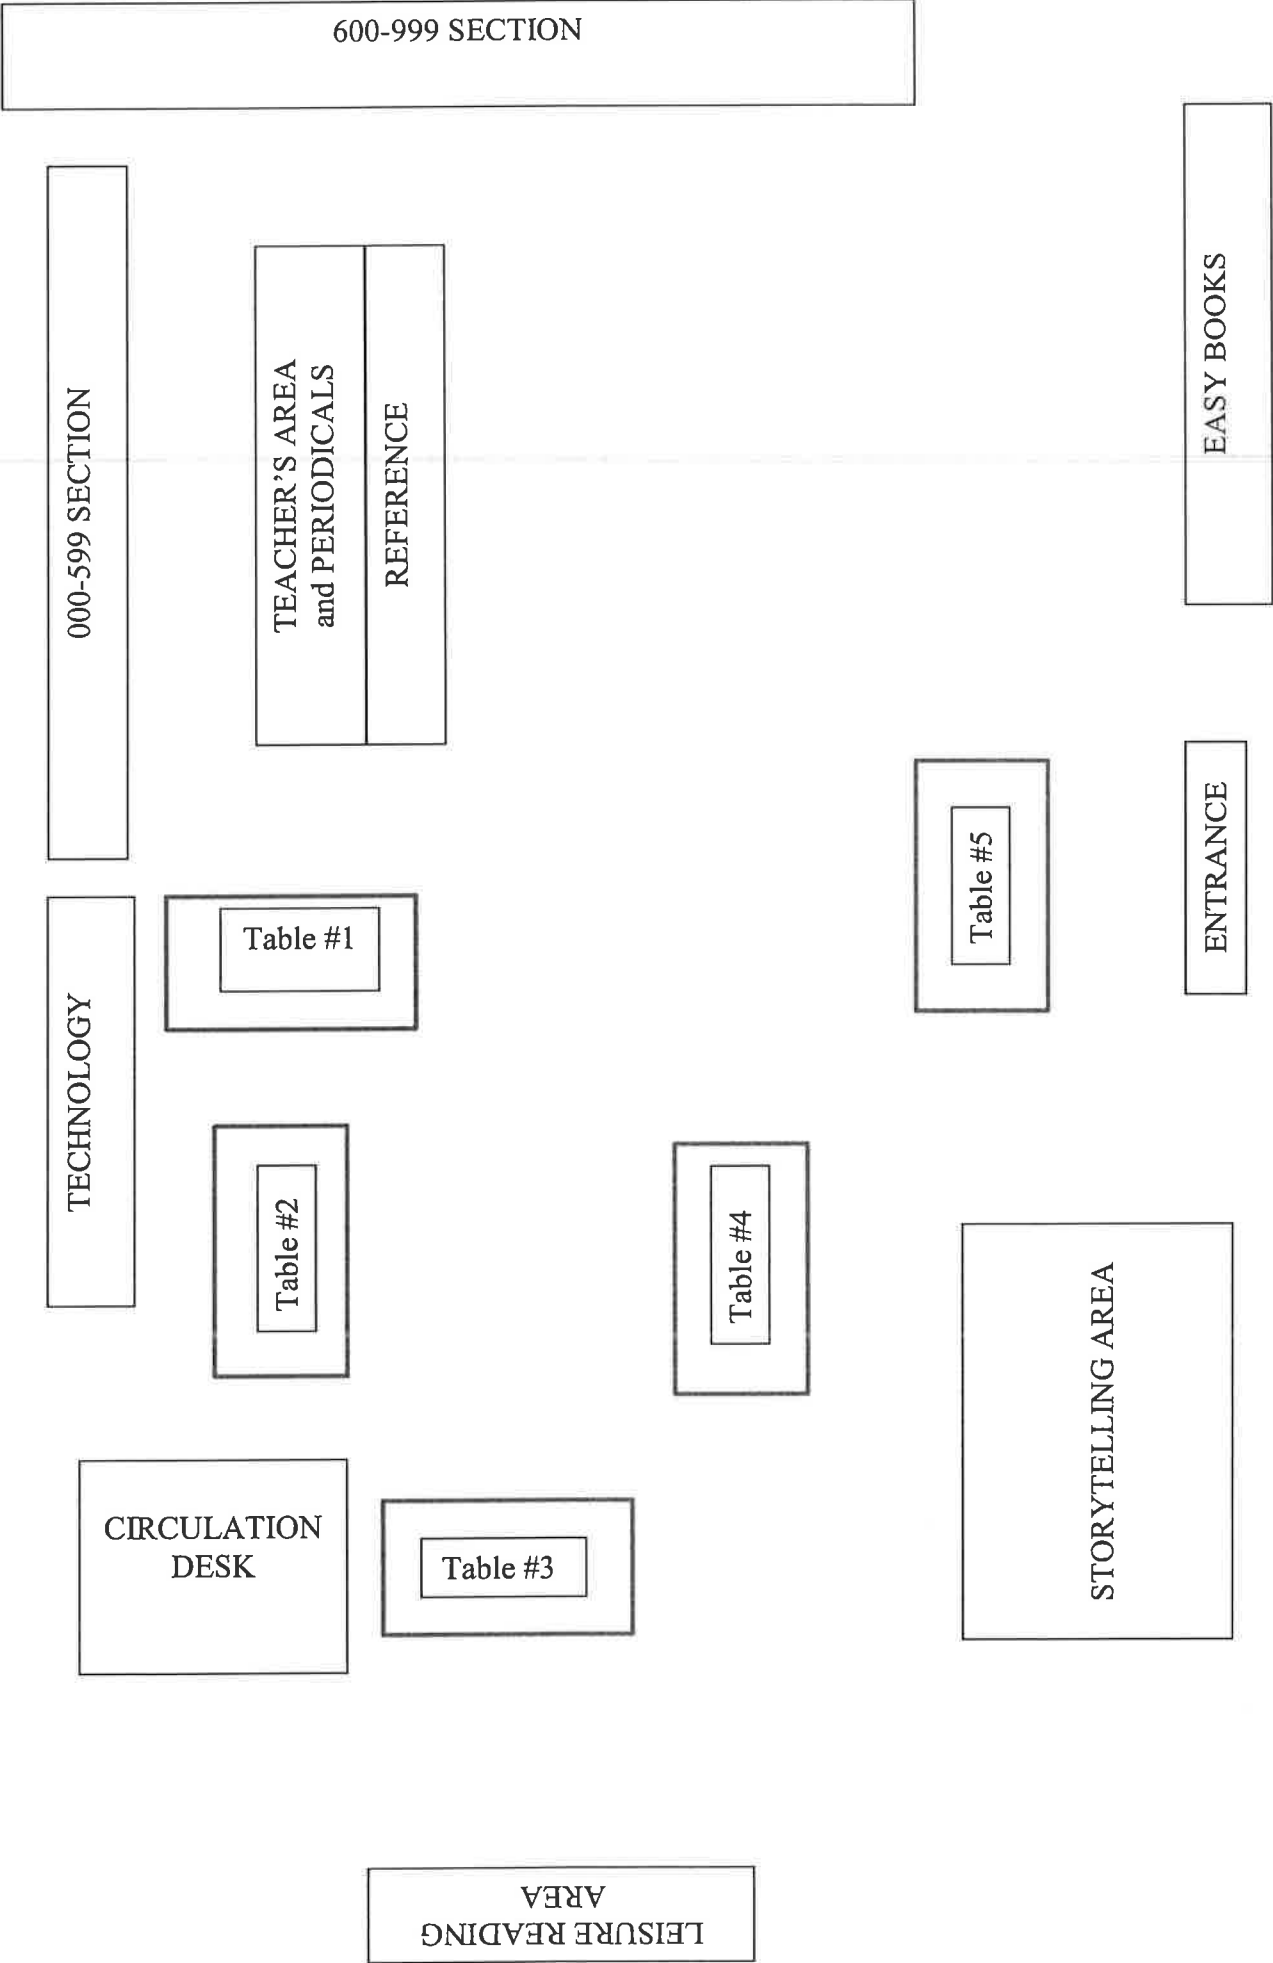 600-999 SECTION
000-599 SECTION
TEACHER'S AREA
and PERIODICALS
REFERENCE
EASY BOOKS
Table #1
Table #5
ENTRANCE
TECHNOLOGY
Table #2
Table #4
STORYTELLING AREA
CIRCULATION
DESK
Table #3
LEISURE READING
AREA